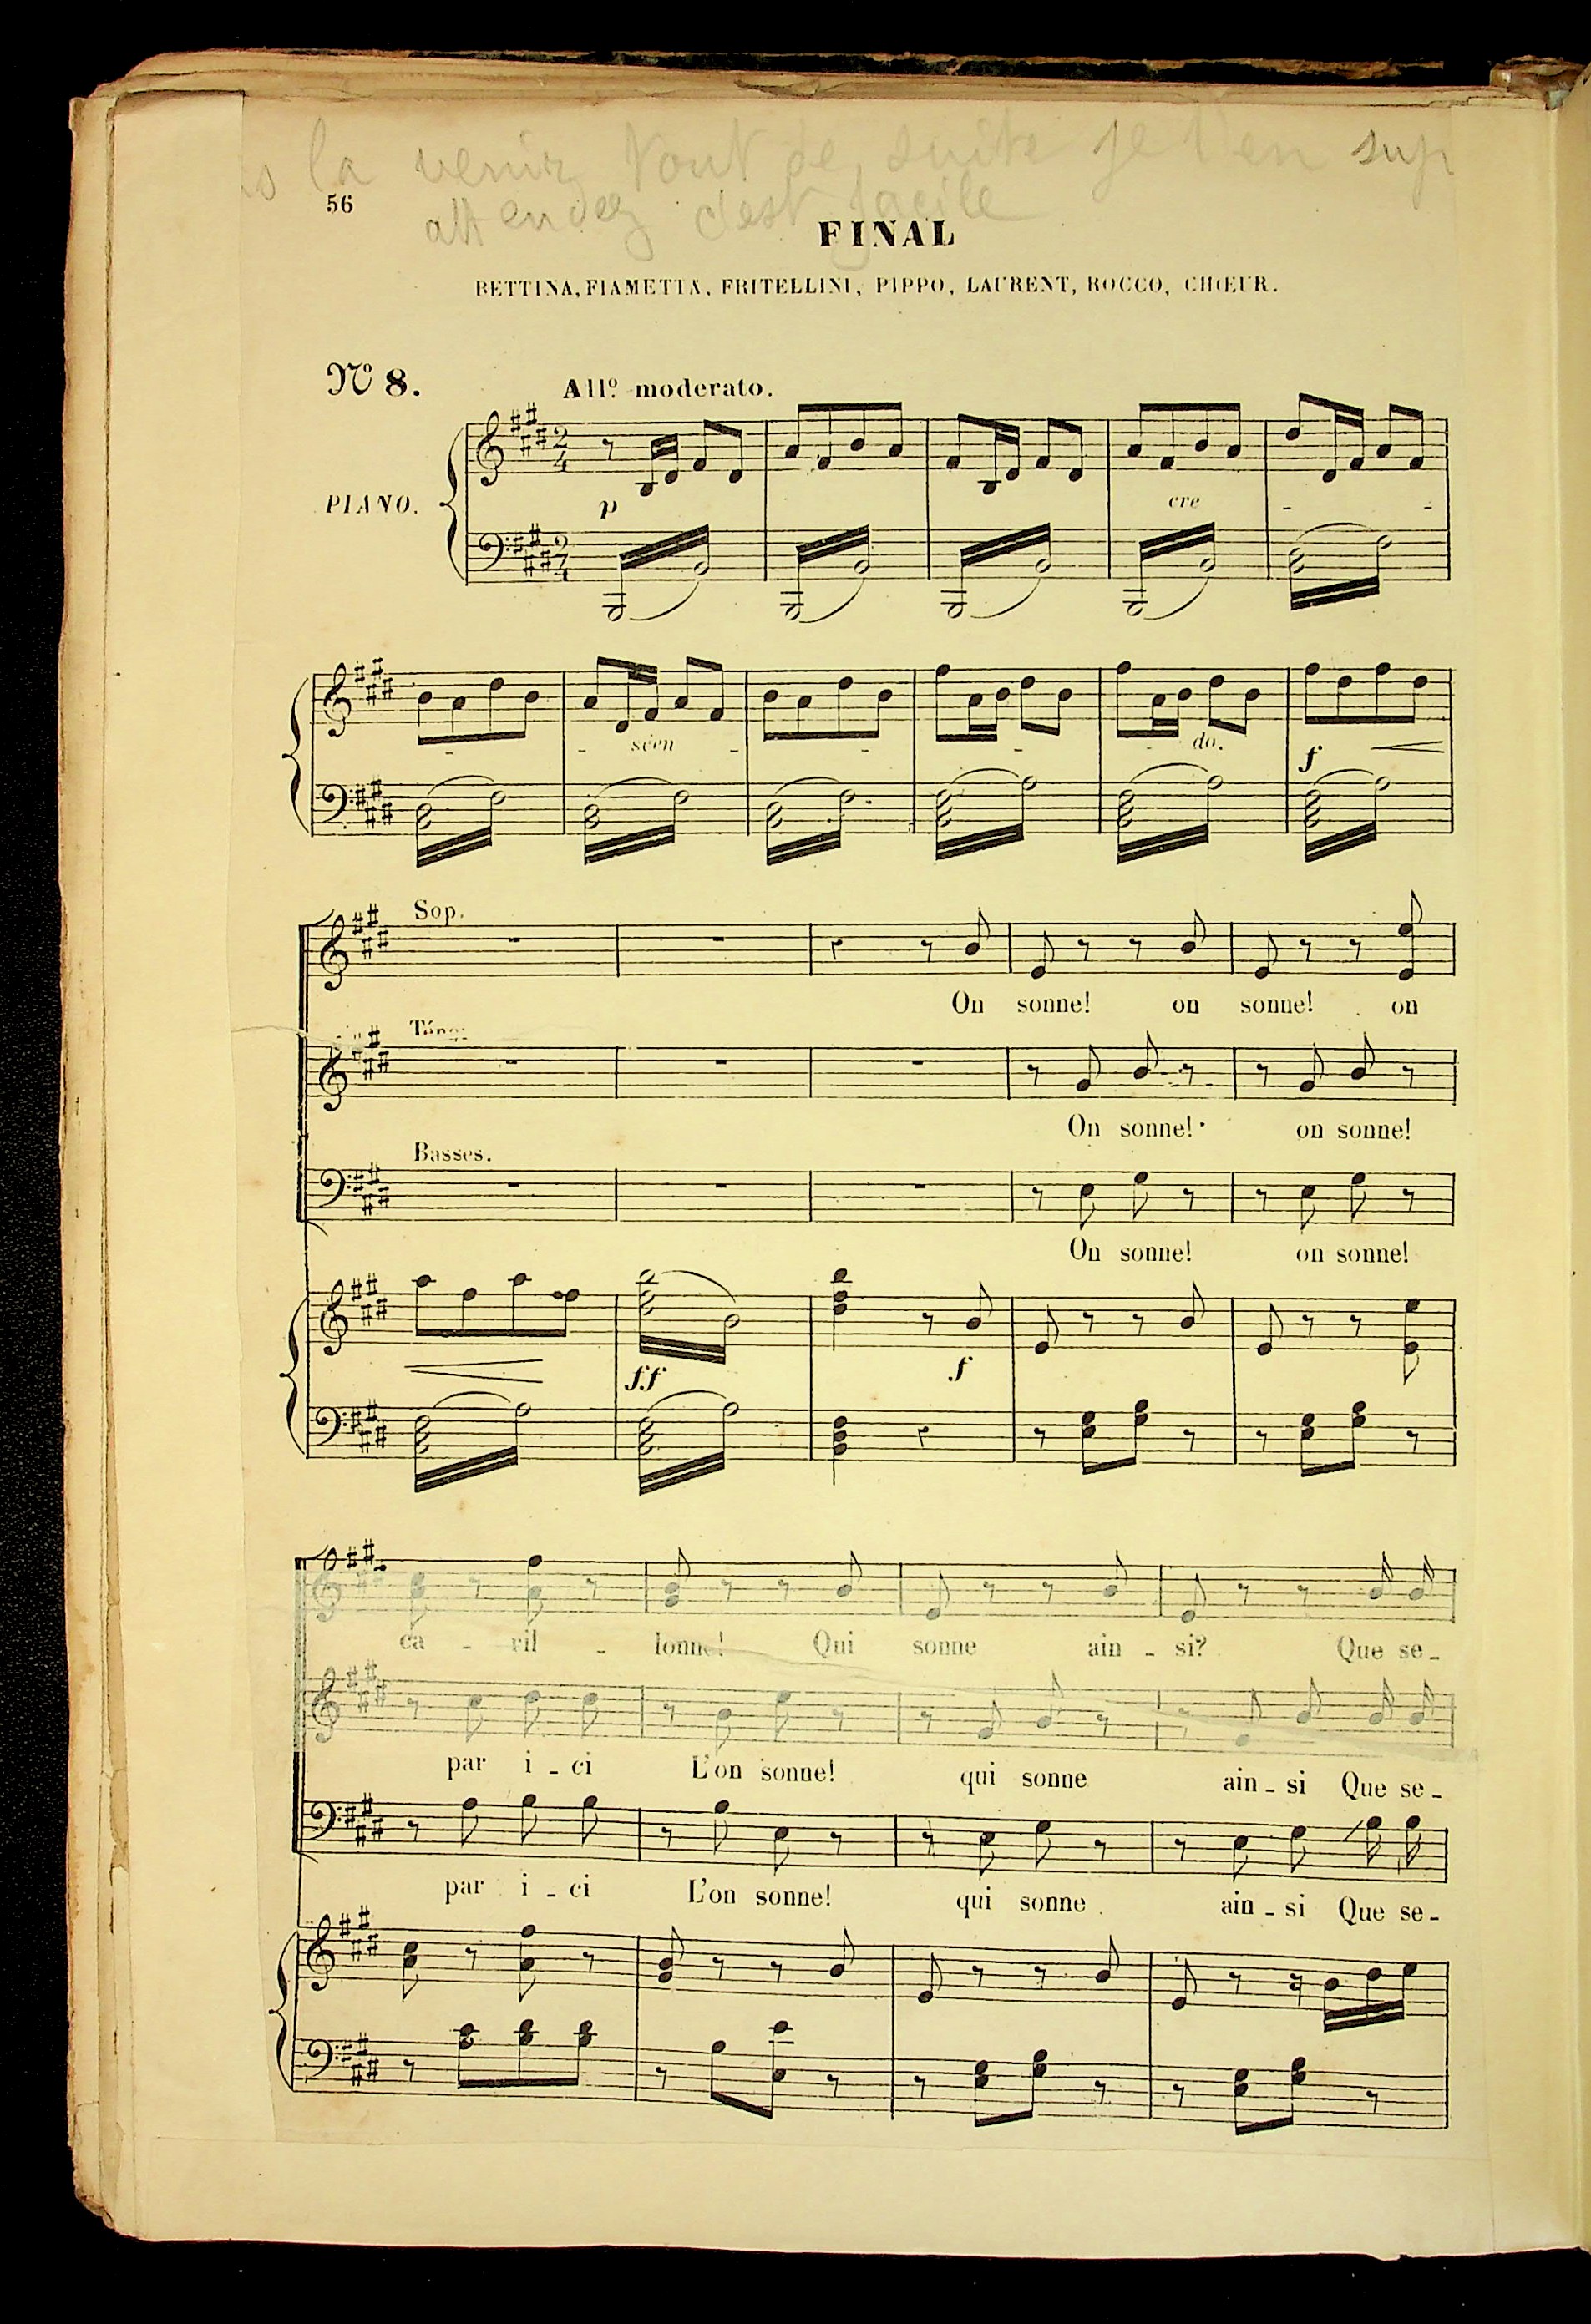 la venir tout de suite je t'en
56
attendez c'est facile
FINAL
BETTINA, FIAMETTA, FRITELLINI, PIPPO, LAURENT, ROCCO, CHŒUR.
Nº 8.
Allº moderato.
PIANO.
p
cre - -
- - scen - - - - do.
f
Sop.
On sonne! on sonne! on
Ténors
On sonne! on sonne!
Basses.
On sonne! on sonne!
ff f
ca - ril - lonne! Qui sonne ain - si? Que se -
par i - ci L'on sonne! qui sonne ain - si Que se -
par i - ci L'on sonne! qui sonne ain - si Que se -